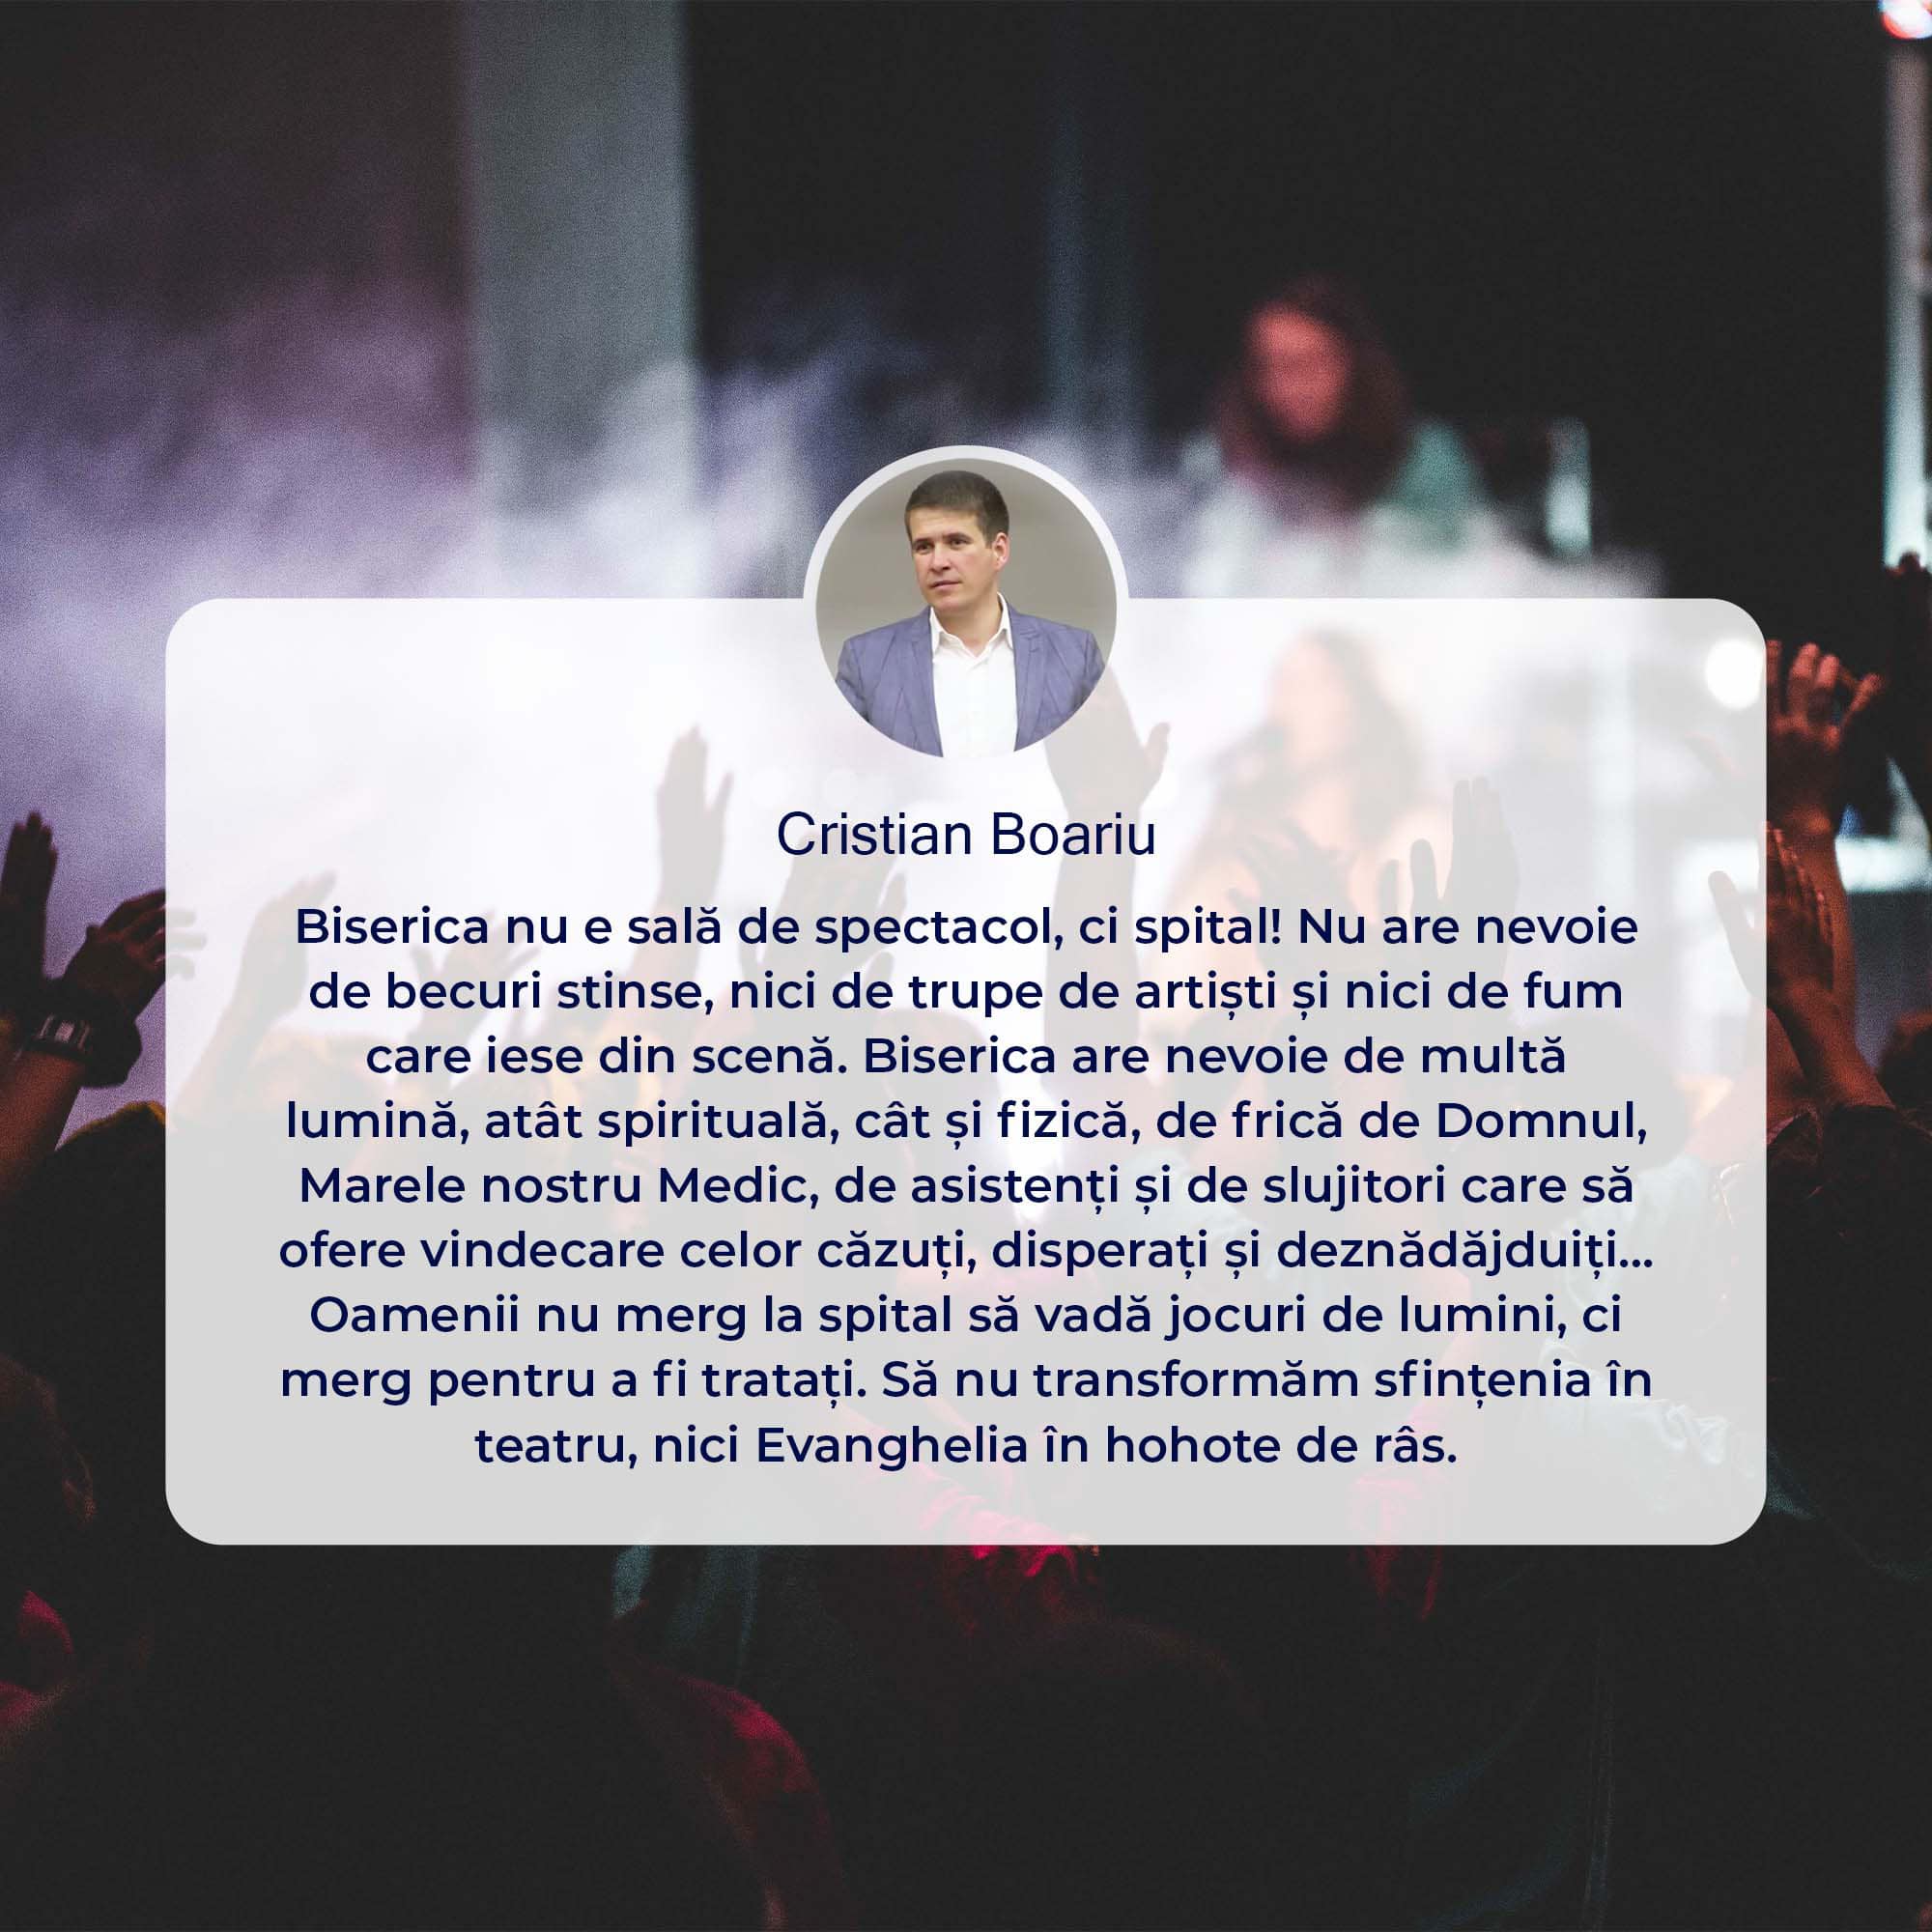 Cristian Boariu
Biserica nu e sală de spectacol, ci spital! Nu are nevoie
de becuri stinse, nici de trupe de artiști și nici de fum
care iese din scenă. Biserica are nevoie de multă
lumină, atât spirituală, cât și fizică, de frică de Domnul,
Marele nostru Medic, de asistenți și de slujitori care să
ofere vindecare celor căzuți, disperați și deznădăjduiți...
Oamenii nu merg la spital să vadă jocuri de lumini, ci
merg pentru a fi tratați. Să nu transformăm sfințenia în
teatru, nici Evanghelia în hohote de râs.